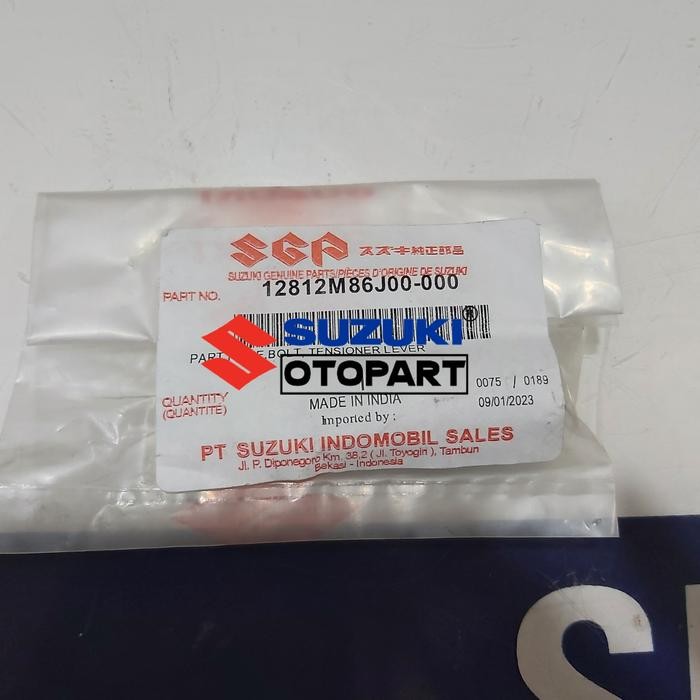 SGP スズキ純正部品
SUZUKI GENUINE PARTS/PIÈCES D'ORIGINE DE SUZUKI
PART NO. 12812M86J00-000
®
SUZUKI
OTOPART
PART BOLT, TENSIONER LEVER
QUANTITY
(QUANTITÉ)
0075 / 0189
MADE IN INDIA 09/01/2023
Imported by :
PT SUZUKI INDOMOBIL SALES
Jl. P. Diponegoro Km. 38,2 ( Jl. Toyogiri ), Tambun
Bekasi - Indonesia